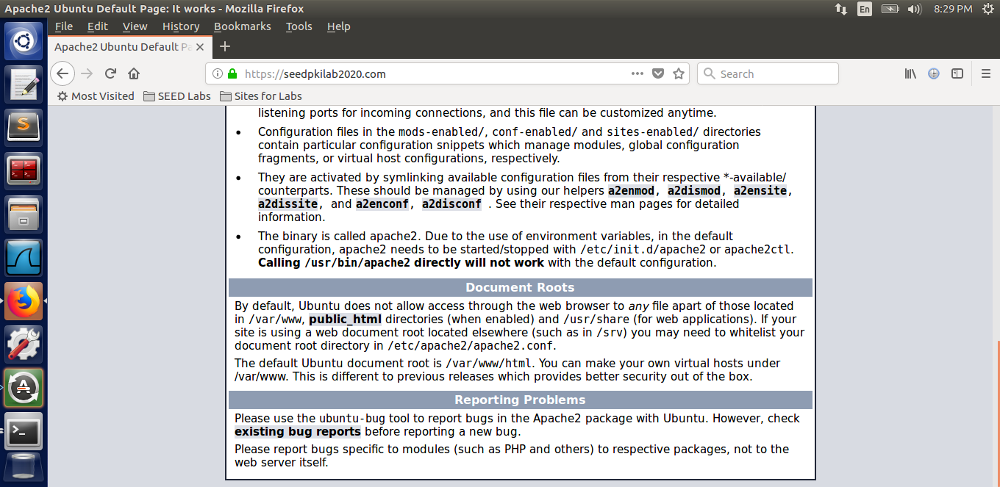 Apache2 Ubuntu Default Page: It works - Mozilla Firefox
En
8:29 PM
File Edit View History Bookmarks Tools Help
Apache2 Ubuntu Default Pa
https://seedpkilab2020.com
Search
Most Visited SEED Labs Sites for Labs
listening ports for incoming connections, and this file can be customized anytime.
• Configuration files in the mods-enabled/, conf-enabled/ and sites-enabled/ directories
contain particular configuration snippets which manage modules, global configuration
fragments, or virtual host configurations, respectively.
• They are activated by symlinking available configuration files from their respective *-available/
counterparts. These should be managed by using our helpers a2enmod, a2dismod, a2ensite,
a2dissite, and a2enconf, a2disconf . See their respective man pages for detailed
information.
• The binary is called apache2. Due to the use of environment variables, in the default
configuration, apache2 needs to be started/stopped with /etc/init.d/apache2 or apache2ctl.
Calling /usr/bin/apache2 directly will not work with the default configuration.
Document Roots
By default, Ubuntu does not allow access through the web browser to any file apart of those located
in /var/www, public_html directories (when enabled) and /usr/share (for web applications). If your
site is using a web document root located elsewhere (such as in /srv) you may need to whitelist your
document root directory in /etc/apache2/apache2.conf.
The default Ubuntu document root is /var/www/html. You can make your own virtual hosts under
/var/www. This is different to previous releases which provides better security out of the box.
Reporting Problems
Please use the ubuntu-bug tool to report bugs in the Apache2 package with Ubuntu. However, check
existing bug reports before reporting a new bug.
Please report bugs specific to modules (such as PHP and others) to respective packages, not to the
web server itself.